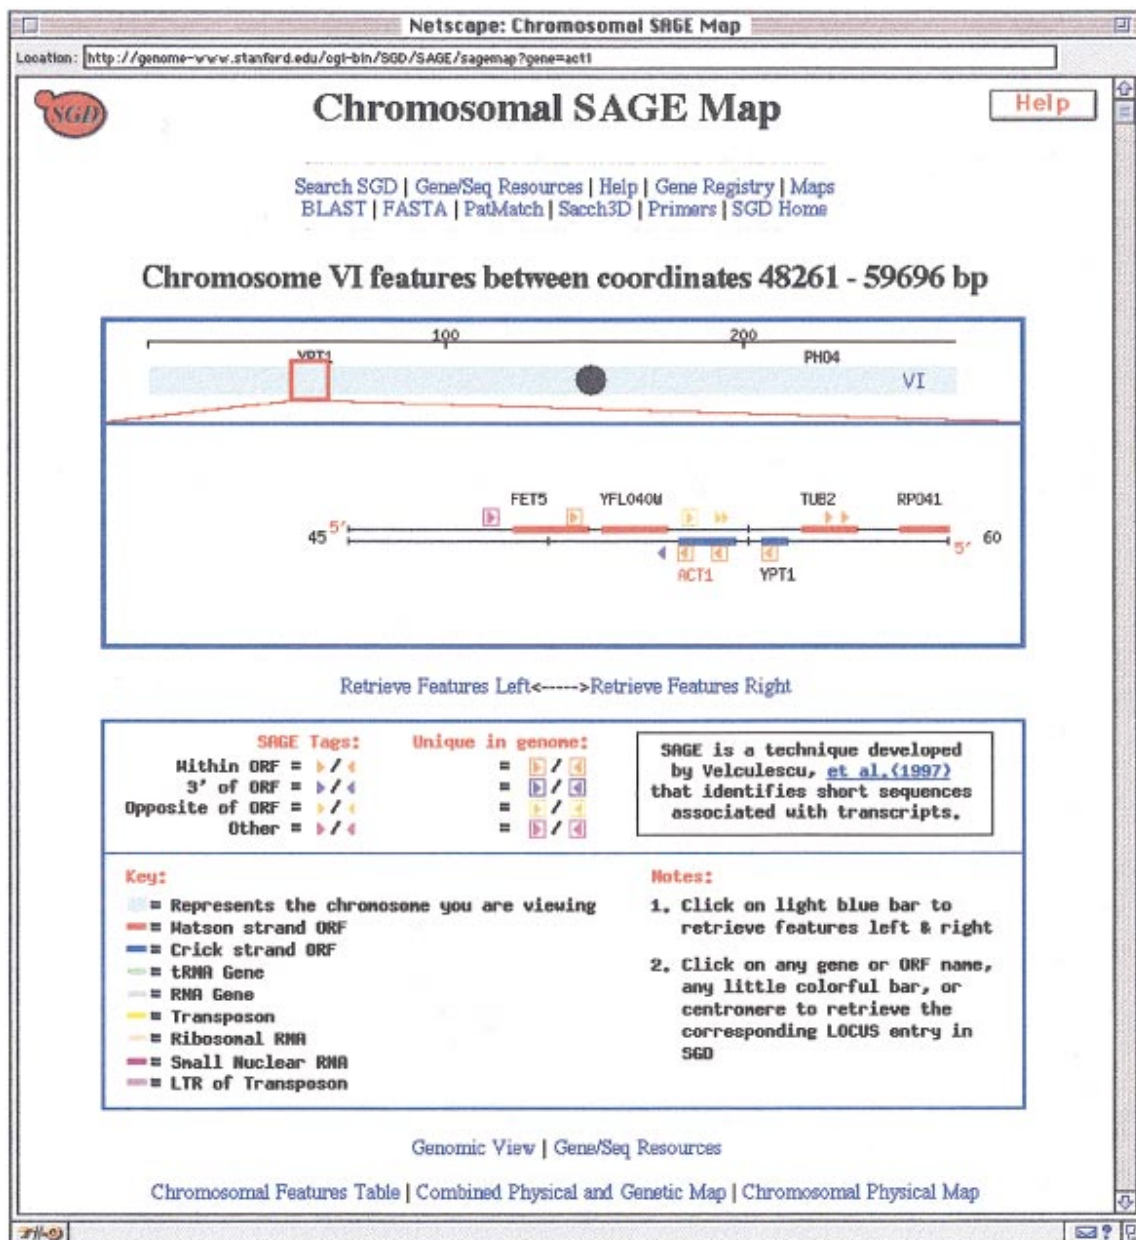 Netscape: Chromosomal SAGE Map
Location: http://genome-www.stanford.edu/cgi-bin/SGD/SAGE/sagemap?gene=act1
SGD
Chromosomal SAGE Map
Help
Search SGD | Gene/Seq Resources | Help | Gene Registry | Maps
BLAST | FASTA | PatMatch | Sacch3D | Primers | SGD Home
Chromosome VI features between coordinates 48261 - 59696 bp
100 200
YPT1 PHO4
VI
FET5 YFL040W TUB2 RPO41
45 5' 5' 60
ACT1 YPT1
Retrieve Features Left<----->Retrieve Features Right
SAGE Tags: Unique in genome:
Within ORF = / = /
3' of ORF = / = /
Opposite of ORF = / = /
Other = / = /
SAGE is a technique developed
by Velculescu, et al.(1997)
that identifies short sequences
associated with transcripts.
Key:
= Represents the chromosome you are viewing
= Watson strand ORF
= Crick strand ORF
= tRNA Gene
= RNA Gene
= Transposon
= Ribosomal RNA
= Small Nuclear RNA
= LTR of Transposon
Notes:
1. Click on light blue bar to
retrieve features left & right
2. Click on any gene or ORF name,
any little colorful bar, or
centromere to retrieve the
corresponding LOCUS entry in
SGD
Genomic View | Gene/Seq Resources
Chromosomal Features Table | Combined Physical and Genetic Map | Chromosomal Physical Map